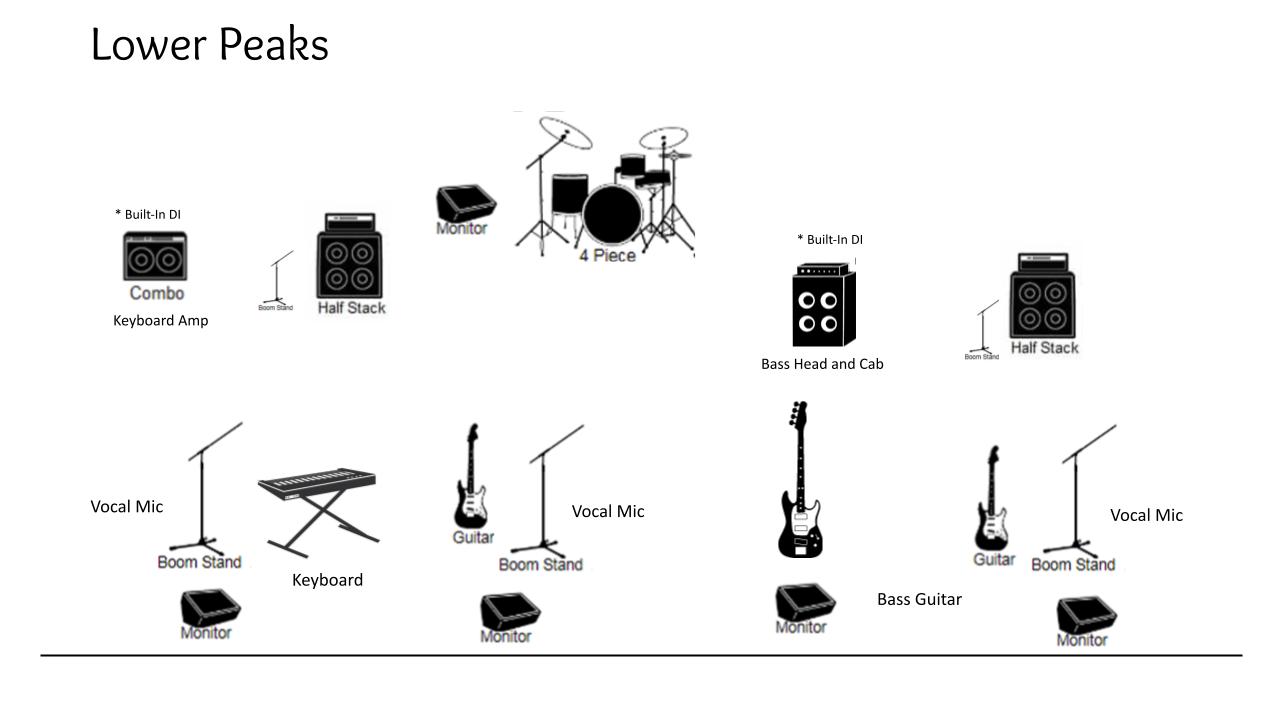 Lower Peaks
* Built-In DI
Combo
Keyboard Amp
Boom Stand
Half Stack
Monitor
4 Piece
* Built-In DI
Bass Head and Cab
Boom Stand
Half Stack
Vocal Mic
Boom Stand
Keyboard
Monitor
Guitar
Vocal Mic
Boom Stand
Monitor
Bass Guitar
Monitor
Guitar
Vocal Mic
Boom Stand
Monitor